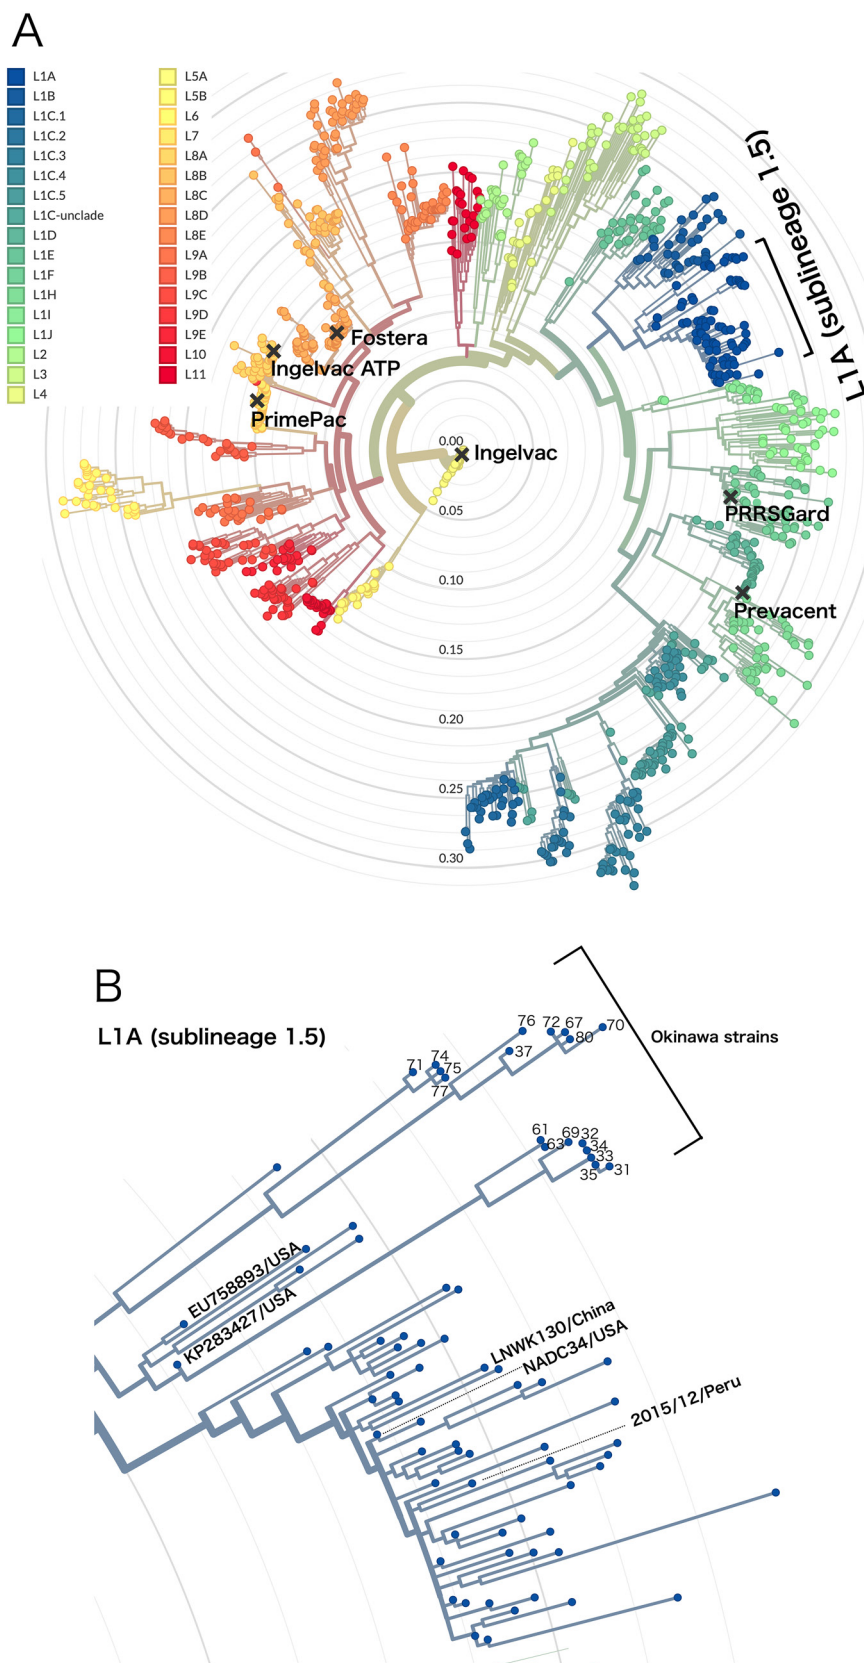 A
L1A
L1B
L1C.1
L1C.2
L1C.3
L1C.4
L1C.5
L1C-unclade
L1D
L1E
L1F
L1H
L1I
L1J
L2
L3
L4
L5A
L5B
L6
L7
L8A
L8B
L8C
L8D
L8E
L9A
L9B
L9C
L9D
L9E
L10
L11
L1A (sublineage 1.5)
Fostera
Ingelvac ATP
PrimePac
Ingelvac
PRRSGard
Prevacent
0.00
0.05
0.10
0.15
0.20
0.25
0.30
B
L1A (sublineage 1.5)
Okinawa strains
76
72 67
70
80
37
71
74
75
77
61
63
69 32
34
33
35
31
EU758893/USA
KP283427/USA
LNWK130/China
NADC34/USA
2015/12/Peru